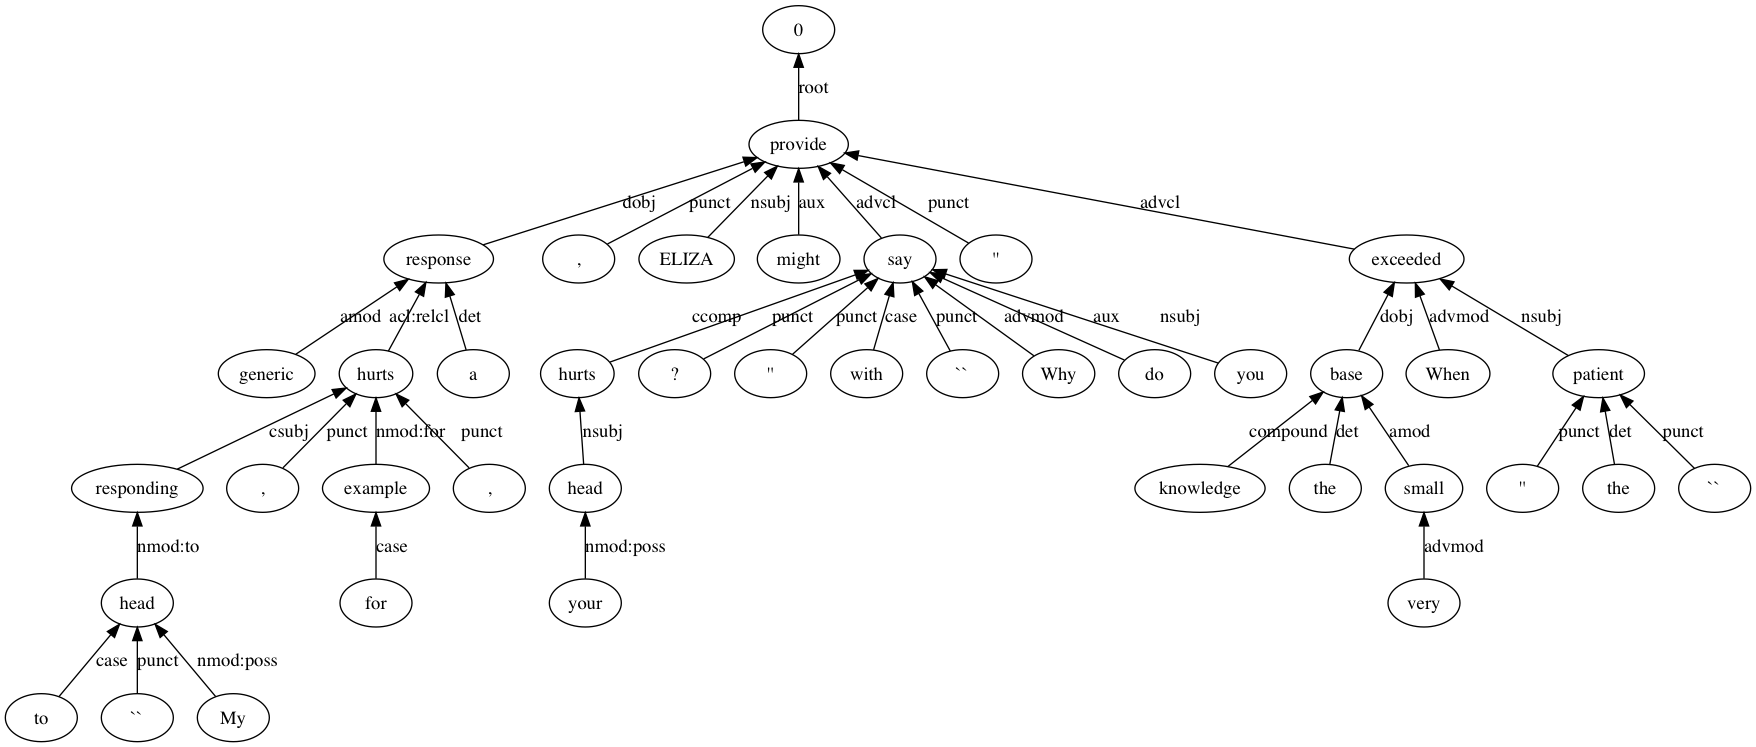 0
root
provide
dobj punct nsubj aux advcl punct advcl
response , ELIZA might say '' exceeded
amod acl:relcl det ccomp punct punct case punct advmod aux nsubj dobj advmod nsubj
generic hurts a hurts ? '' with `` Why do you base When patient
csubj punct nmod:for punct nsubj compound det amod punct det punct
responding , example , head knowledge the small '' the ``
nmod:to case nmod:poss advmod
head for your very
case punct nmod:poss
to `` My